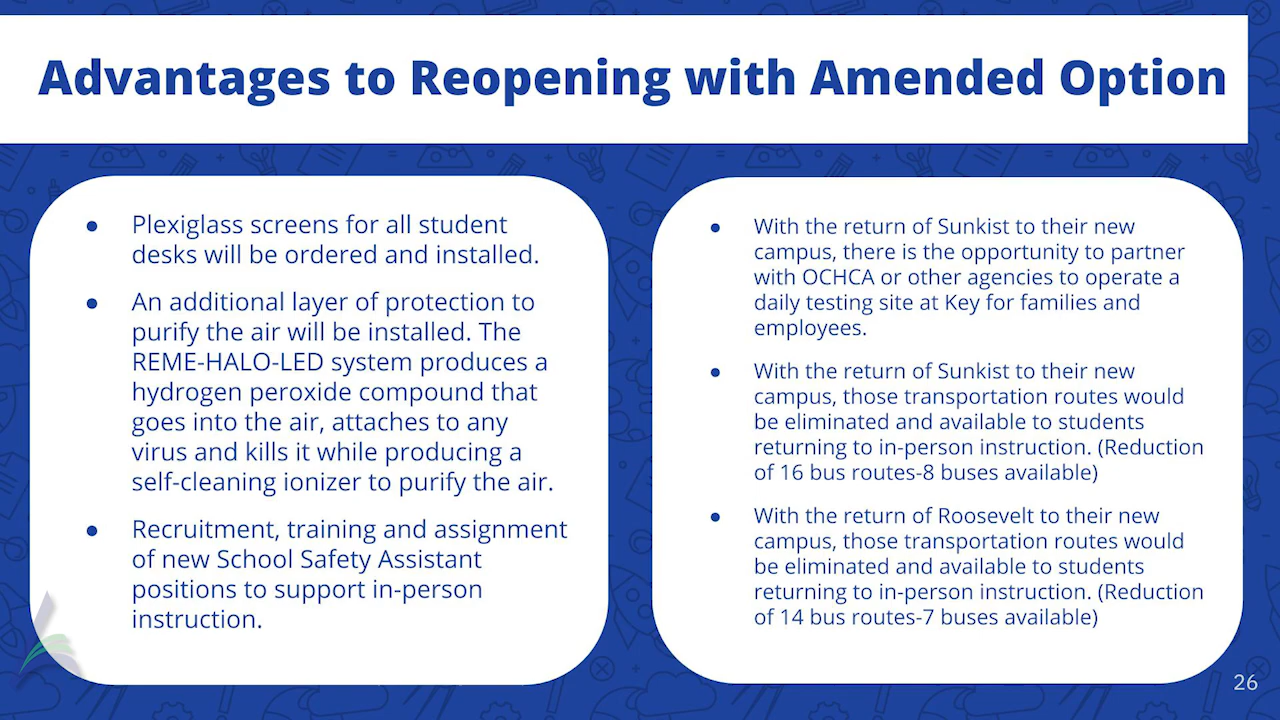 Advantages to Reopening with Amended Option
● Plexiglass screens for all student
desks will be ordered and installed.
● An additional layer of protection to
purify the air will be installed. The
REME-HALO-LED system produces a
hydrogen peroxide compound that
goes into the air, attaches to any
virus and kills it while producing a
self-cleaning ionizer to purify the air.
● Recruitment, training and assignment
of new School Safety Assistant
positions to support in-person
instruction.
● With the return of Sunkist to their new
campus, there is the opportunity to partner
with OCHCA or other agencies to operate a
daily testing site at Key for families and
employees.
● With the return of Sunkist to their new
campus, those transportation routes would
be eliminated and available to students
returning to in-person instruction. (Reduction
of 16 bus routes-8 buses available)
● With the return of Roosevelt to their new
campus, those transportation routes would
be eliminated and available to students
returning to in-person instruction. (Reduction
of 14 bus routes-7 buses available)
26